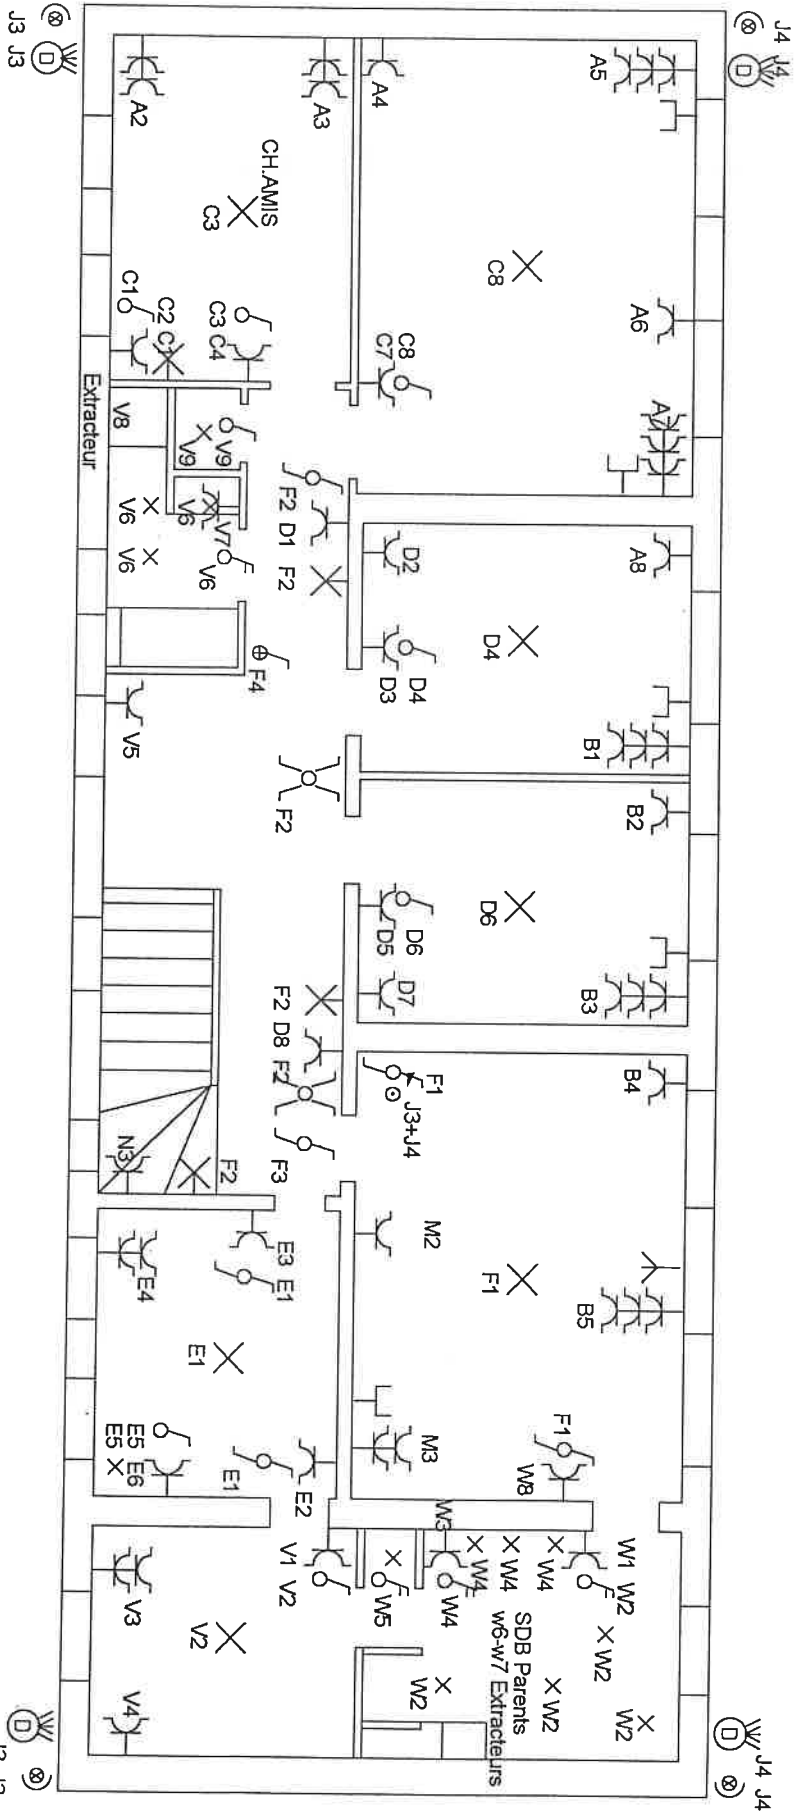 J3
J3 J3
J4
J4
A2
A3
A4
A5
CH.AMIS
C3
C8
A6
C1
C2
C3 C4
C8
C7
Extracteur
V8
V9
V9
F2
D1
F2
V6
V6
V6
V7
V6
F4
V5
D2
D4
D3
D4
A8
B1
B2
F2
D6
D6
D5
D7
B3
B4
F2
D8
F2
F1
J3+J4
F3
N3
F2
M2
F1
B5
E3
E1
E4
E1
E5
E5
E6
E1
E2
M3
F1
W8
W3
W1
W2
W4
W4
W4
W4
W5
V1
V2
V3
V2
V4
SDB Parents
w6-w7 Extracteurs
W2
W2
W2
W2
J4 J4